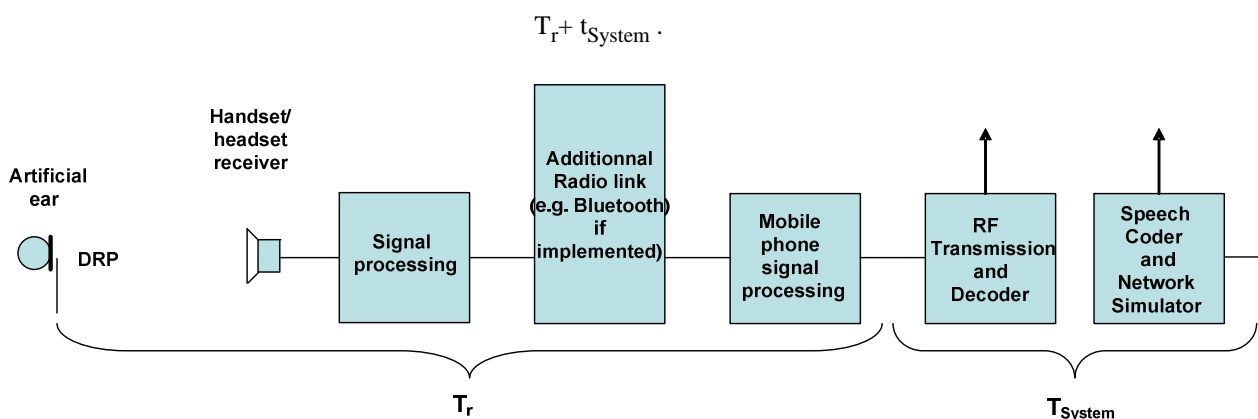 Tr+ tSystem .
Artificial
ear
DRP
Handset/
headset
receiver
Signal
processing
Additionnal
Radio link
(e.g. Bluetooth)
if
implemented)
Mobile
phone
signal
processing
RF
Transmission
and
Decoder
Speech
Coder
and
Network
Simulator
Tr
TSystem